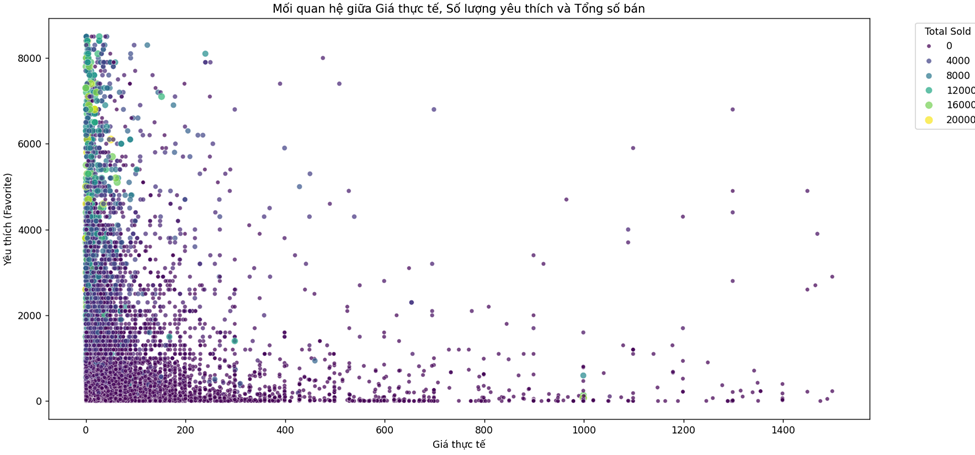 Mối quan hệ giữa Giá thực tế, Số lượng yêu thích và Tổng số bán
Total Sold
0
4000
8000
12000
16000
20000
8000
6000
4000
2000
0
Yêu thích (Favorite)
0 200 400 600 800 1000 1200 1400
Giá thực tế